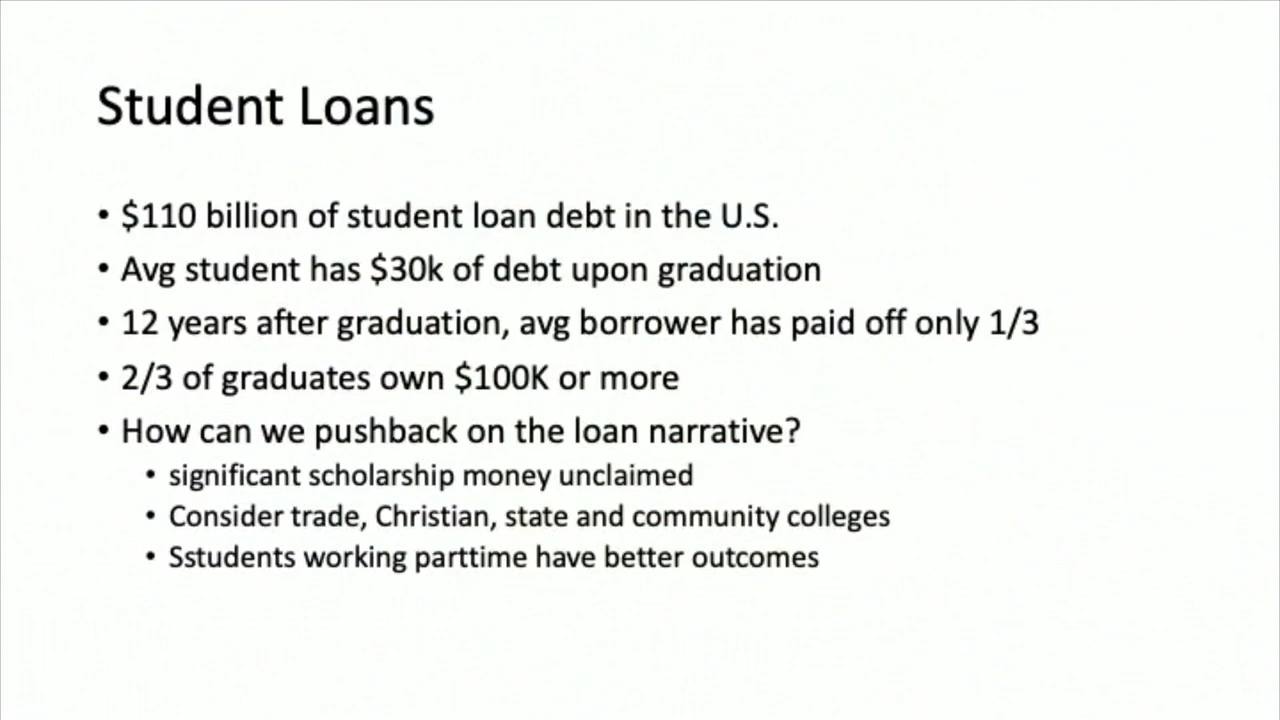 Student Loans
• $110 billion of student loan debt in the U.S.
• Avg student has $30k of debt upon graduation
• 12 years after graduation, avg borrower has paid off only 1/3
• 2/3 of graduates own $100K or more
• How can we pushback on the loan narrative?
• significant scholarship money unclaimed
• Consider trade, Christian, state and community colleges
• Sstudents working parttime have better outcomes